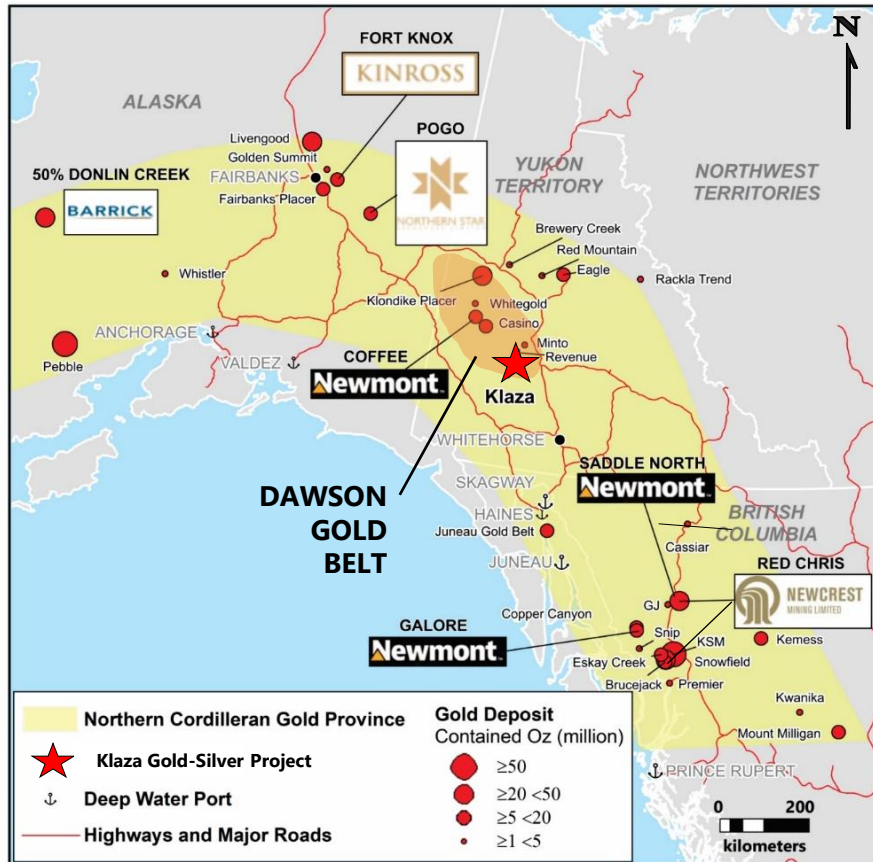 N
FORT KNOX
KINROSS
ALASKA
POGO
NORTHERN STAR
Livengood
Golden Summit
FAIRBANKS
Fairbanks Placer
50% DONLIN CREEK
BARRICK
YUKON
TERRITORY
NORTHWEST
TERRITORIES
Brewery Creek
Red Mountain
Eagle
Rackla Trend
Whistler
Klondike Placer
Whitegold
Casino
Minto
Revenue
ANCHORAGE
VALDEZ
Pebble
COFFEE
Newmont
Klaza
WHITEHORSE
DAWSON
GOLD
BELT
SKAGWAY
HAINES
Juneau Gold Belt
JUNEAU
SADDLE NORTH
Newmont
BRITISH
COLUMBIA
Cassiar
RED CHRIS
NEWCREST
MINING LIMITED
GJ
Copper Canyon
GALORE
Newmont
Snip
KSM
Kemess
Eskay Creek
Snowfield
Brucejack
Premier
Kwanika
Mount Milligan
PRINCE RUPERT
Northern Cordilleran Gold Province
Klaza Gold-Silver Project
Deep Water Port
Highways and Major Roads
Gold Deposit
Contained Oz (million)
≥50
≥20 <50
≥5 <20
≥1 <5
0 200
kilometers